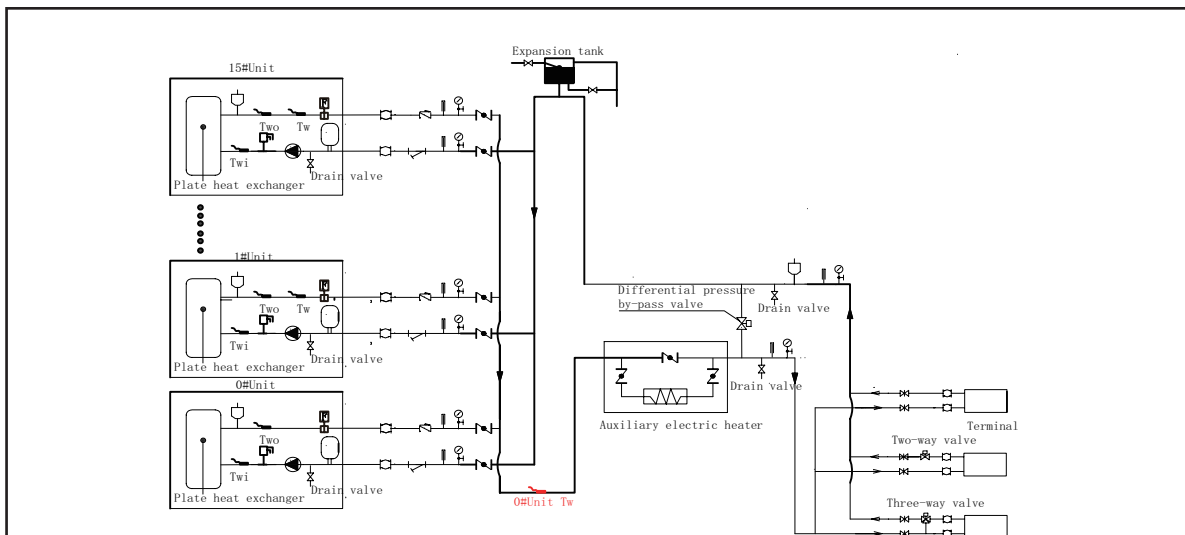 Expansion tank
15#Unit
Two
Tw
Twi
Drain valve
Plate heat exchanger
1#Unit
Two
Tw
Twi
Drain valve
Plate heat exchanger
Differential pressure
by-pass valve
Drain valve
Drain valve
Auxiliary electric heater
0#Unit
Two
Twi
Drain valve
Plate heat exchanger
0#Unit Tw
Terminal
Two-way valve
Three-way valve